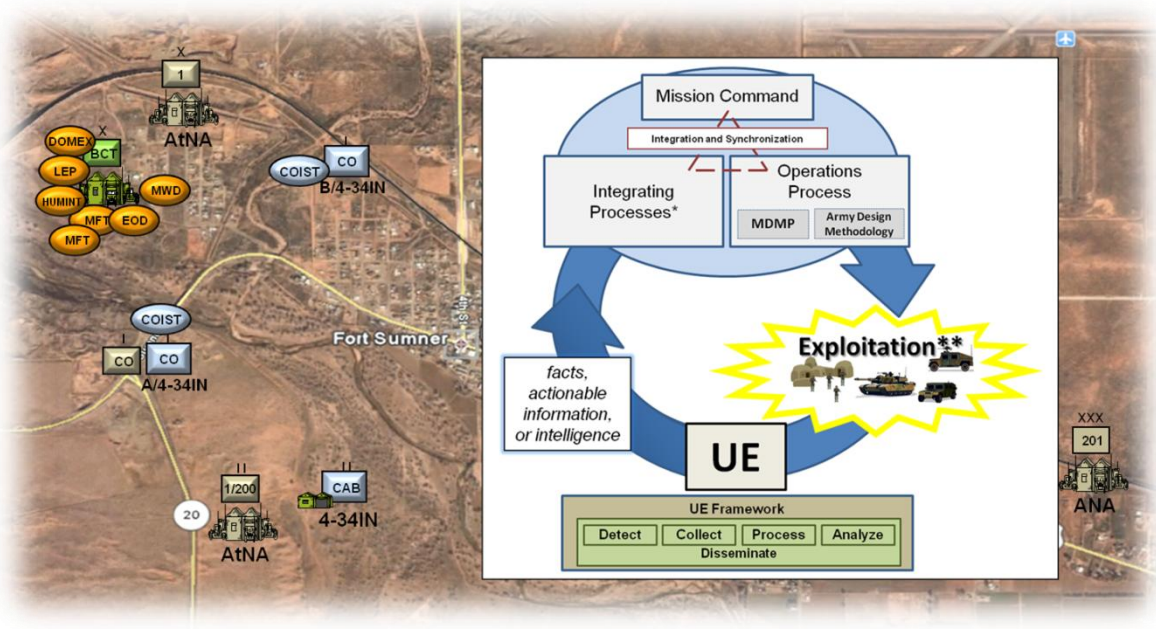 X
1
AtNA
X
DOMEX
BCT
LEP
MWD
HUMINT
MFT
EOD
MFT
I
COIST
CO
B/4-34IN
COIST
I
CO
CO
A/4-34IN
Fort Sumner
II
1/200
AtNA
II
CAB
4-34IN
20
XXX
201
ANA
Mission Command
Integration and Synchronization
Integrating
Processes*
Operations
Process
MDMP
Army Design
Methodology
Exploitation**
facts,
actionable
information,
or intelligence
UE
UE Framework
Detect
Collect
Process
Analyze
Disseminate